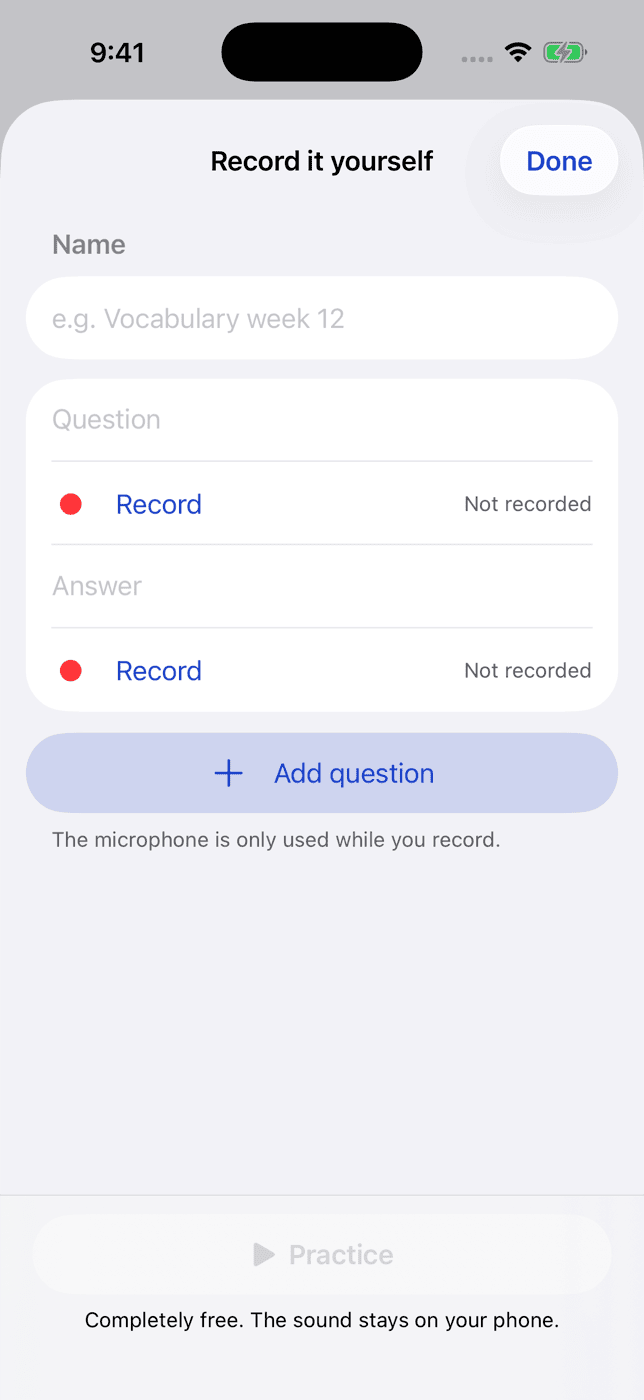 9:41
Record it yourself
Done
Name
e.g. Vocabulary week 12
Question
Record
Not recorded
Answer
Record
Not recorded
Add question
The microphone is only used while you record.
Practice
Completely free. The sound stays on your phone.